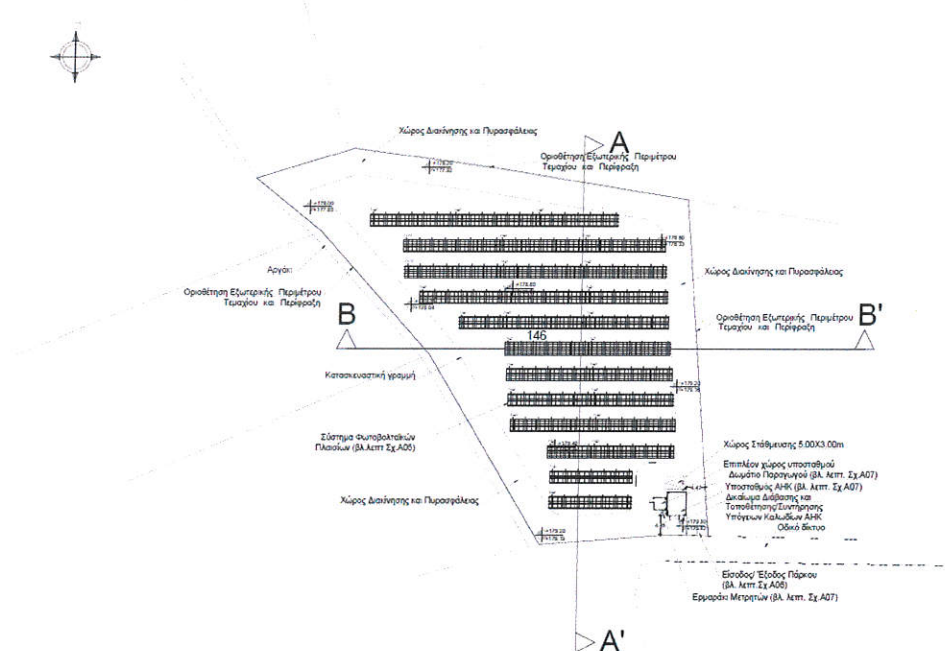 Χώρος Διακίνησης και Πυρασφάλειας
A
Οριοθέτηση Εξωτερικής Περιμέτρου
Τεμαχίου και Περίφραξη
Αργάκι
Οριοθέτηση Εξωτερικής Περιμέτρου
Τεμαχίου και Περίφραξη
Χώρος Διακίνησης και Πυρασφάλειας
B
146
Οριοθέτηση Εξωτερικής Περιμέτρου
Τεμαχίου και Περίφραξη
B'
Κατασκευαστική γραμμή
Σύστημα Φωτοβολταϊκών
Πλαισίων (βλ.λεπτ Σχ.Α05)
Χώρος Διακίνησης και Πυρασφάλειας
Χώρος Στάθμευσης 5.00Χ3.00m
Επιπλέον χώρος υποσταθμού
Δωμάτιο Παραγωγού (βλ. λεπτ. Σχ.Α07)
Υποσταθμός ΑΗΚ (βλ. λεπτ. Σχ.Α07)
Δικαίωμα Διάβασης και
Τοποθέτησης/Συντήρησης
Υπόγειων Καλωδίων ΑΗΚ
Οδικό δίκτυο
Είσοδος/ Έξοδος Πάρκου
(βλ. λεπτ.Σχ.Α06)
Ερμαράκι Μετρητών (βλ. λεπτ. Σχ.Α07)
A'